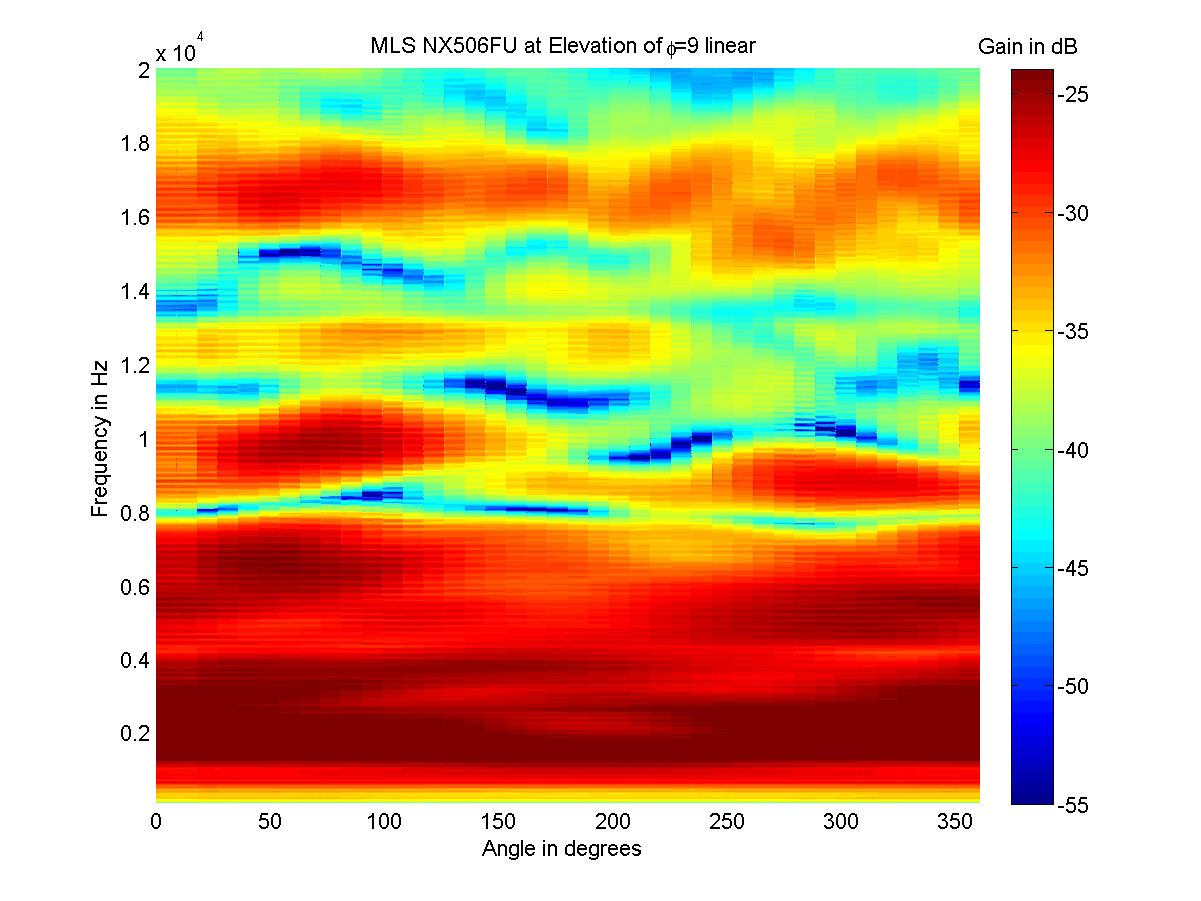 MLS NX506FU at Elevation of ϕ=9 linear
Gain in dB
x 10^4
2
1.8
1.6
1.4
1.2
1
0.8
0.6
0.4
0.2
Frequency in Hz
0 50 100 150 200 250 300 350
Angle in degrees
-25
-30
-35
-40
-45
-50
-55